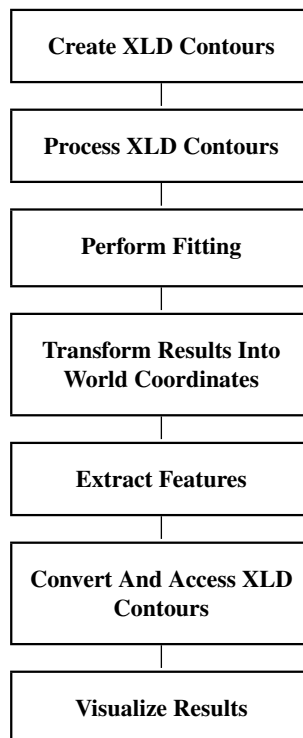 Create XLD Contours
Process XLD Contours
Perform Fitting
Transform Results Into
World Coordinates
Extract Features
Convert And Access XLD
Contours
Visualize Results